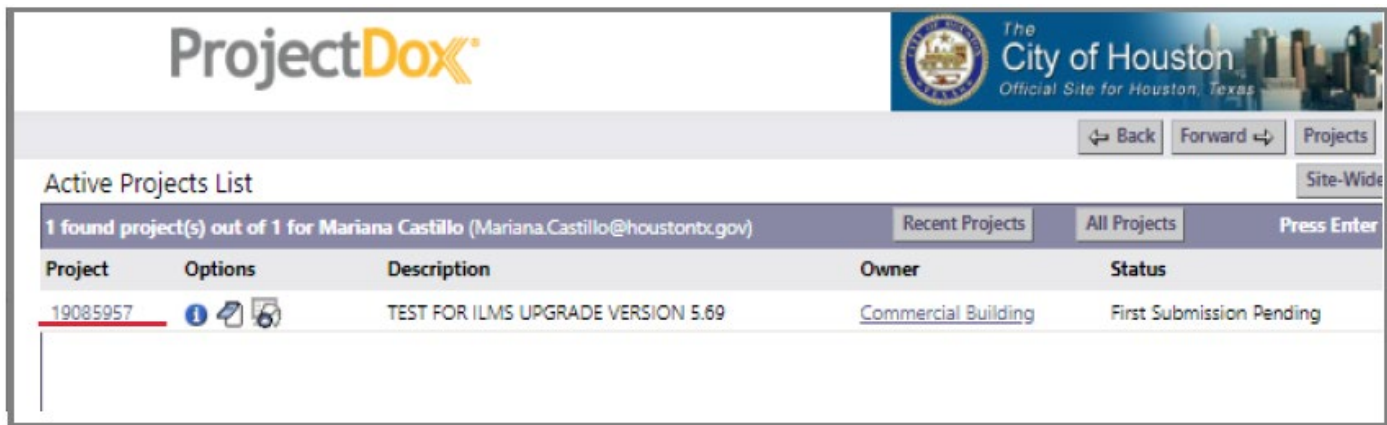 ProjectDox
The
City of Houston
Official Site for Houston, Texas
Back Forward Projects
Active Projects List
Site-Wide
1 found project(s) out of 1 for Mariana Castillo (Mariana.Castillo@houstontx.gov) Recent Projects All Projects Press Enter
Project Options Description Owner Status
19085957 TEST FOR ILMS UPGRADE VERSION 5.69 Commercial Building First Submission Pending